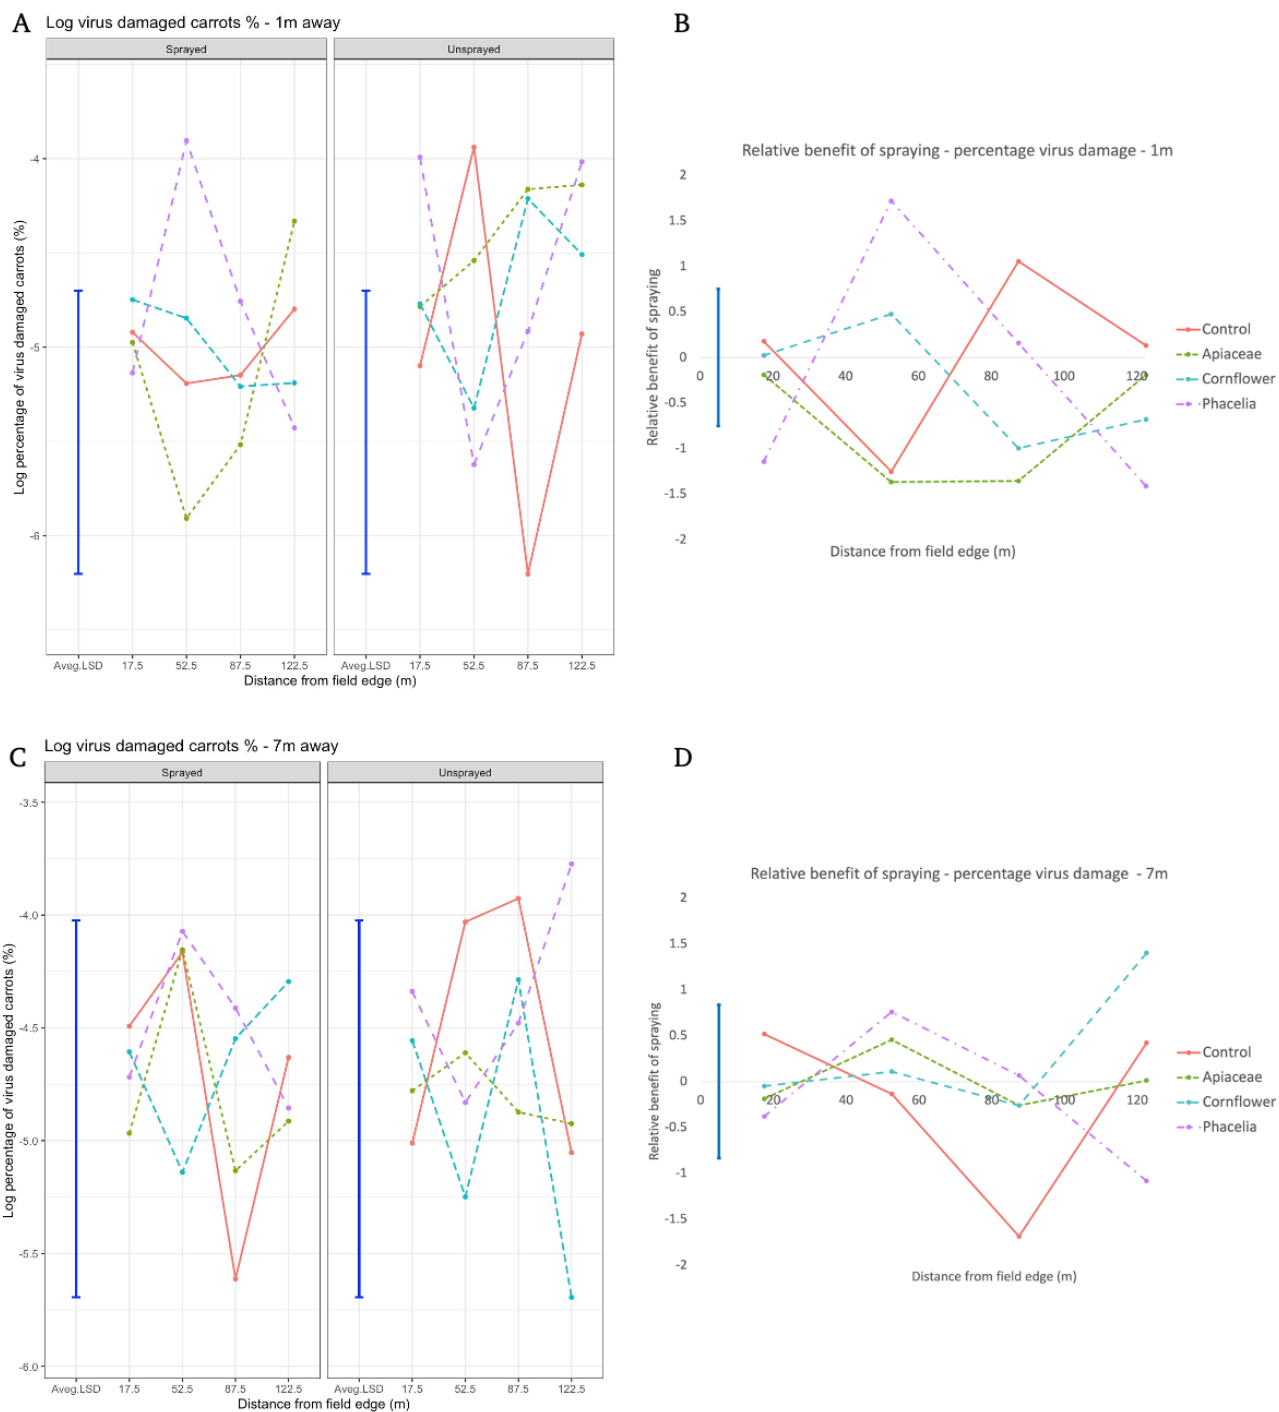 A
Log virus damaged carrots % - 1m away
Sprayed
Unsprayed
Log percentage of virus damaged carrots (%)
-4
-5
-6
Aveg.LSD 17.5 52.5 87.5 122.5
Aveg.LSD 17.5 52.5 87.5 122.5
Distance from field edge (m)
B
Relative benefit of spraying - percentage virus damage - 1m
Relative benefit of spraying
2
1.5
1
0.5
0
-0.5
-1
-1.5
-2
0 20 40 60 80 100 120
Distance from field edge (m)
Control
Apiaceae
Cornflower
Phacelia
C
Log virus damaged carrots % - 7m away
Sprayed
Unsprayed
Log percentage of virus damaged carrots (%)
-3.5
-4.0
-4.5
-5.0
-5.5
-6.0
Aveg.LSD 17.5 52.5 87.5 122.5
Aveg.LSD 17.5 52.5 87.5 122.5
Distance from field edge (m)
D
Relative benefit of spraying - percentage virus damage - 7m
Relative benefit of spraying
2
1.5
1
0.5
0
-0.5
-1
-1.5
-2
0 20 40 60 80 100 120
Distance from field edge (m)
Control
Apiaceae
Cornflower
Phacelia